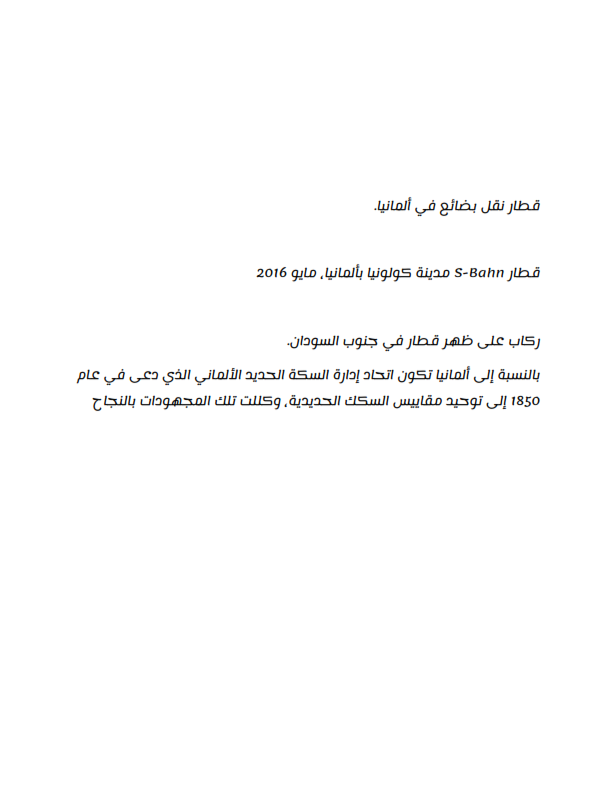 قطار نقل بضائع في ألمانيا.
قطار S-Bahn مدينة كولونيا بألمانيا، مايو 2016
ركاب على ظهر قطار في جنوب السودان.
بالنسبة إلى ألمانيا تكون اتحاد إدارة السكة الحديد الألماني الذي دعى في عام
1850 إلى توحيد مقاييس السكك الحديدية، وكللت تلك المجهودات بالنجاح